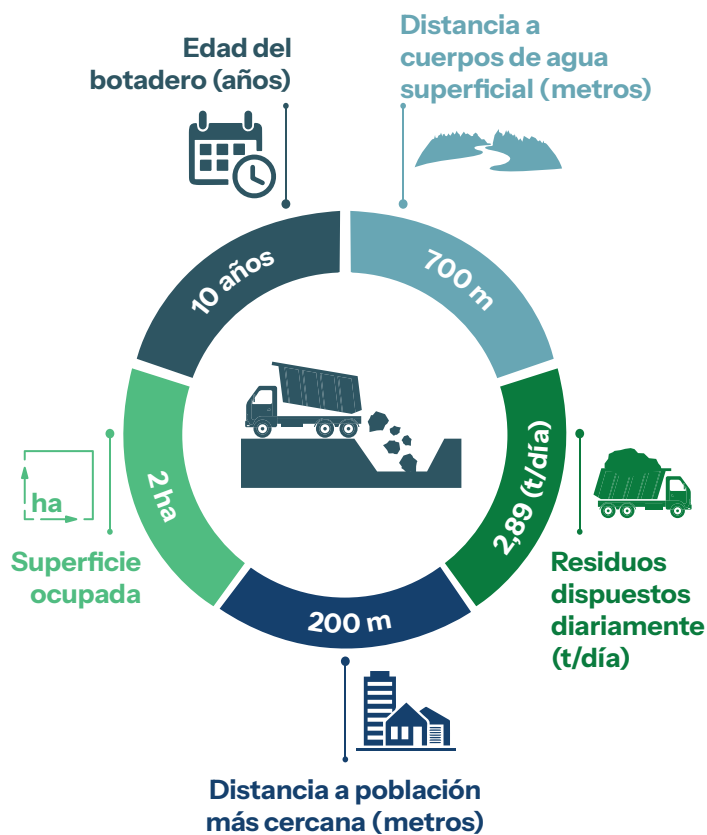 Edad del
botadero (años)
Distancia a
cuerpos de agua
superficial (metros)
10 años
700 m
2 ha
2,89 (t/día)
200 m
ha
Superficie
ocupada
Residuos
dispuestos
diariamente
(t/día)
Distancia a población
más cercana (metros)